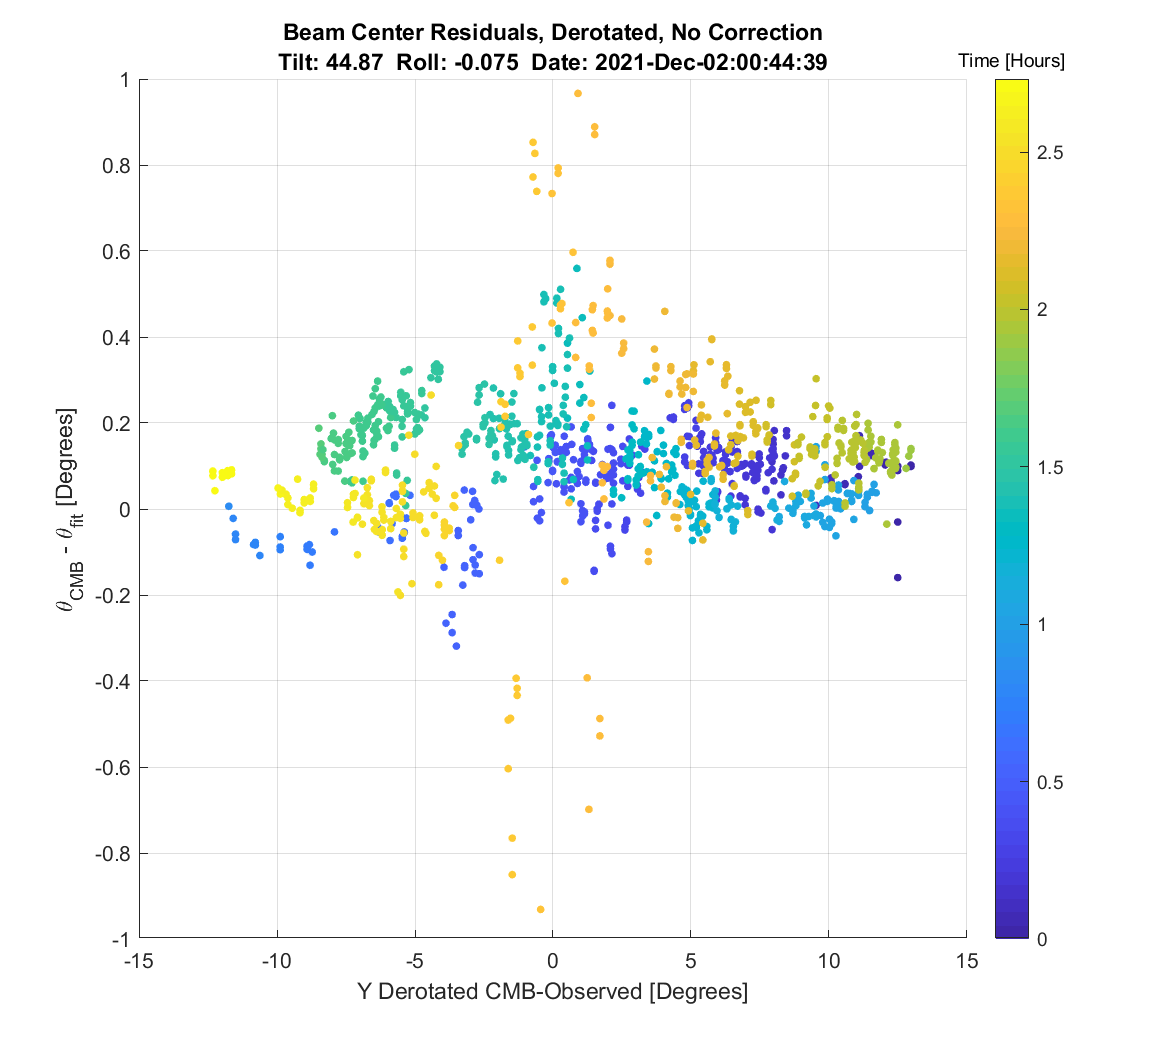 Beam Center Residuals, Derotated, No Correction
Tilt: 44.87 Roll: -0.075 Date: 2021-Dec-02:00:44:39
Time [Hours]
1
0.8
0.6
0.4
0.2
0
-0.2
-0.4
-0.6
-0.8
-1
θCMB - θfit [Degrees]
-15 -10 -5 0 5 10 15
Y Derotated CMB-Observed [Degrees]
2.5
2
1.5
1
0.5
0